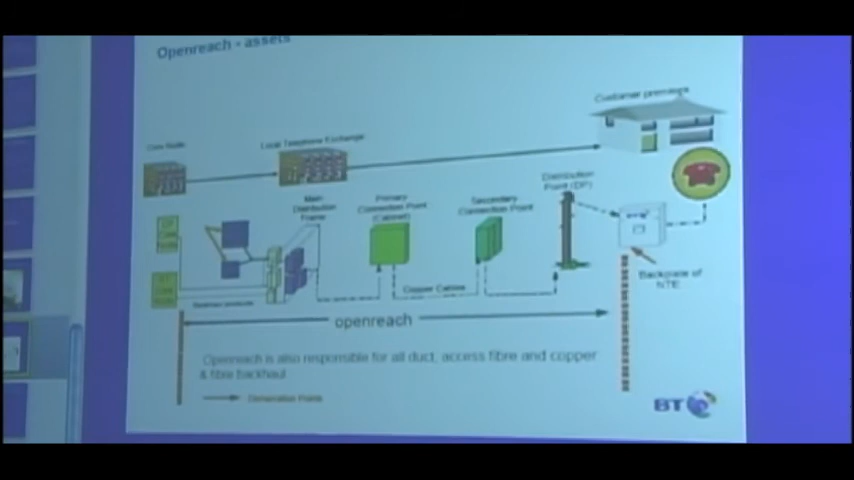 Openreach - assets
Customer premises
Local Telephone Exchange
Main
Distribution
Frame
Primary
Connection Point
(Cabinet)
Secondary
Connection Point
Distribution
Point (DP)
Copper Cables
Backplate of
NTE
openreach
Openreach is also responsible for all duct, access fibre and copper
& fibre backhaul
BT